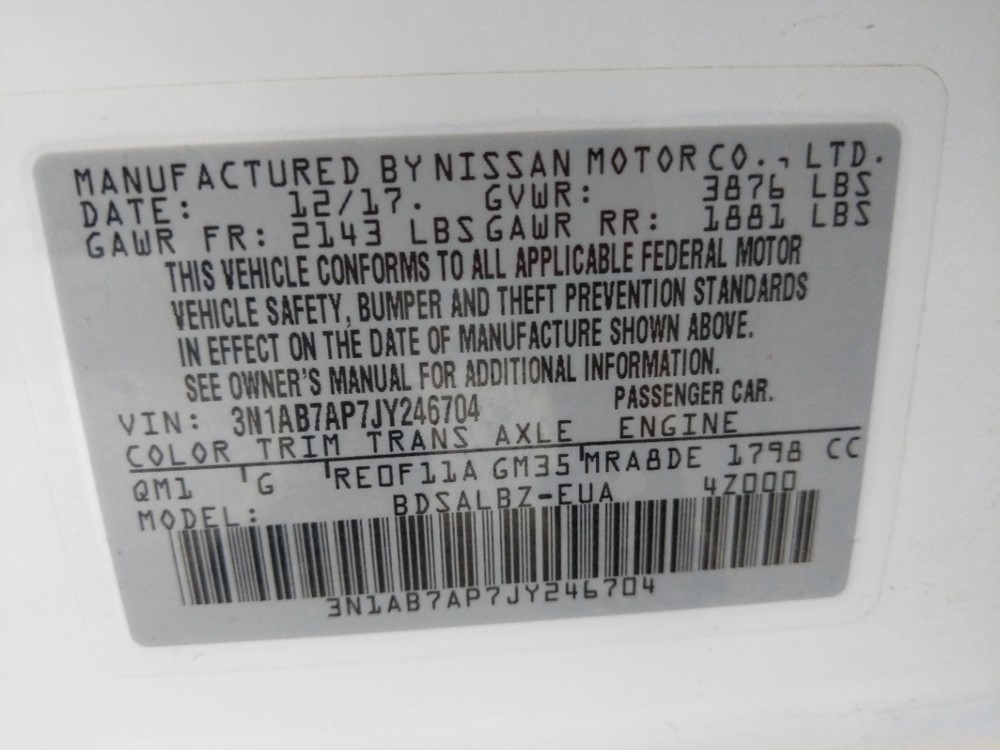 MANUFACTURED BY NISSAN MOTOR CO., LTD.
DATE: 12/17. GVWR: 3876 LBS
GAWR FR: 2143 LBS GAWR RR: 1881 LBS
THIS VEHICLE CONFORMS TO ALL APPLICABLE FEDERAL MOTOR
VEHICLE SAFETY, BUMPER AND THEFT PREVENTION STANDARDS
IN EFFECT ON THE DATE OF MANUFACTURE SHOWN ABOVE.
SEE OWNER'S MANUAL FOR ADDITIONAL INFORMATION.
VIN: 3N1AB7AP7JY246704 PASSENGER CAR.
COLOR TRIM TRANS AXLE ENGINE
QM1 G RE0F11A GM35 MRA8DE 1798 CC
MODEL: BDSALBZ-EUA 4Z000
3N1AB7AP7JY246704